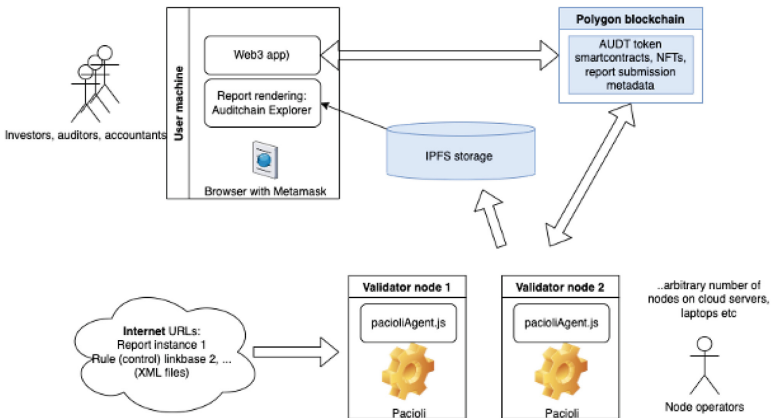 Investors, auditors, accountants
User machine
Web3 app)
Report rendering:
Auditchain Explorer
Browser with Metamask
Polygon blockchain
AUDT token
smartcontracts, NFTs,
report submission
metadata
IPFS storage
Internet URLs:
Report instance 1
Rule (control) linkbase 2, ...
(XML files)
Validator node 1
pacioliAgent.js
Pacioli
Validator node 2
pacioliAgent.js
Pacioli
..arbitrary number of
nodes on cloud servers,
laptops etc
Node operators